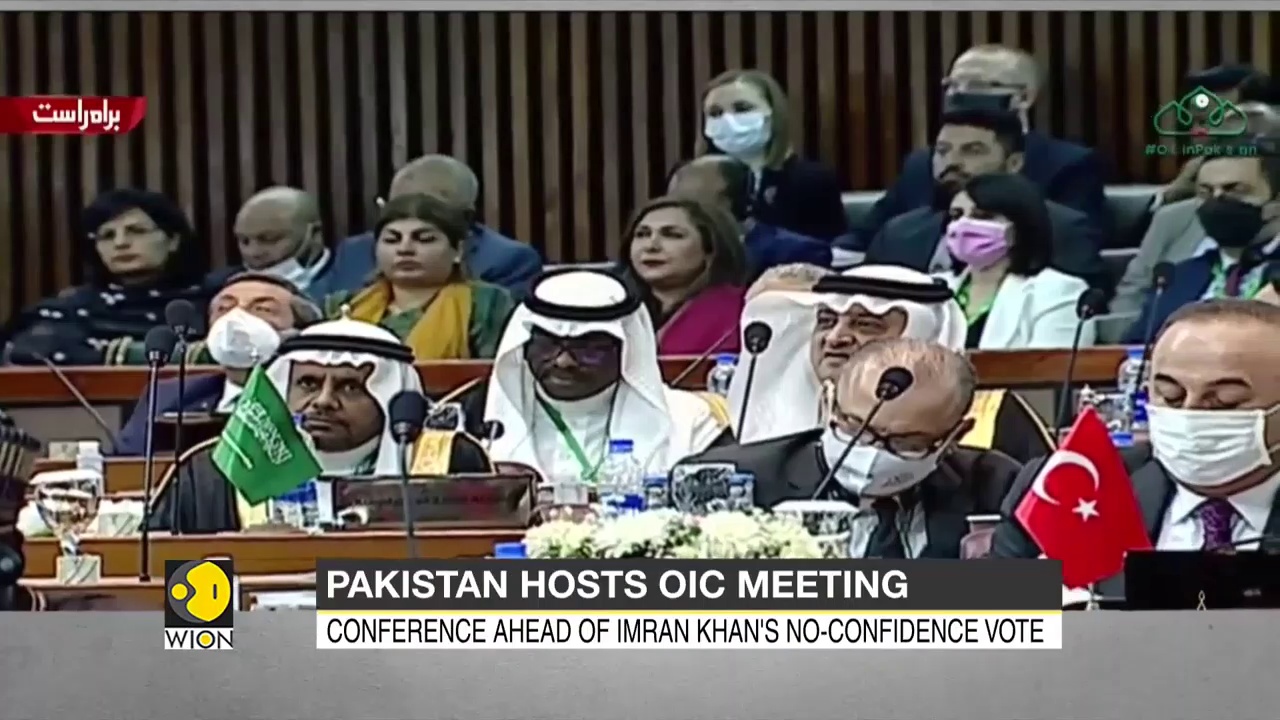 براہ راست
PAKISTAN HOSTS OIC MEETING
CONFERENCE AHEAD OF IMRAN KHAN'S NO-CONFIDENCE VOTE
WION